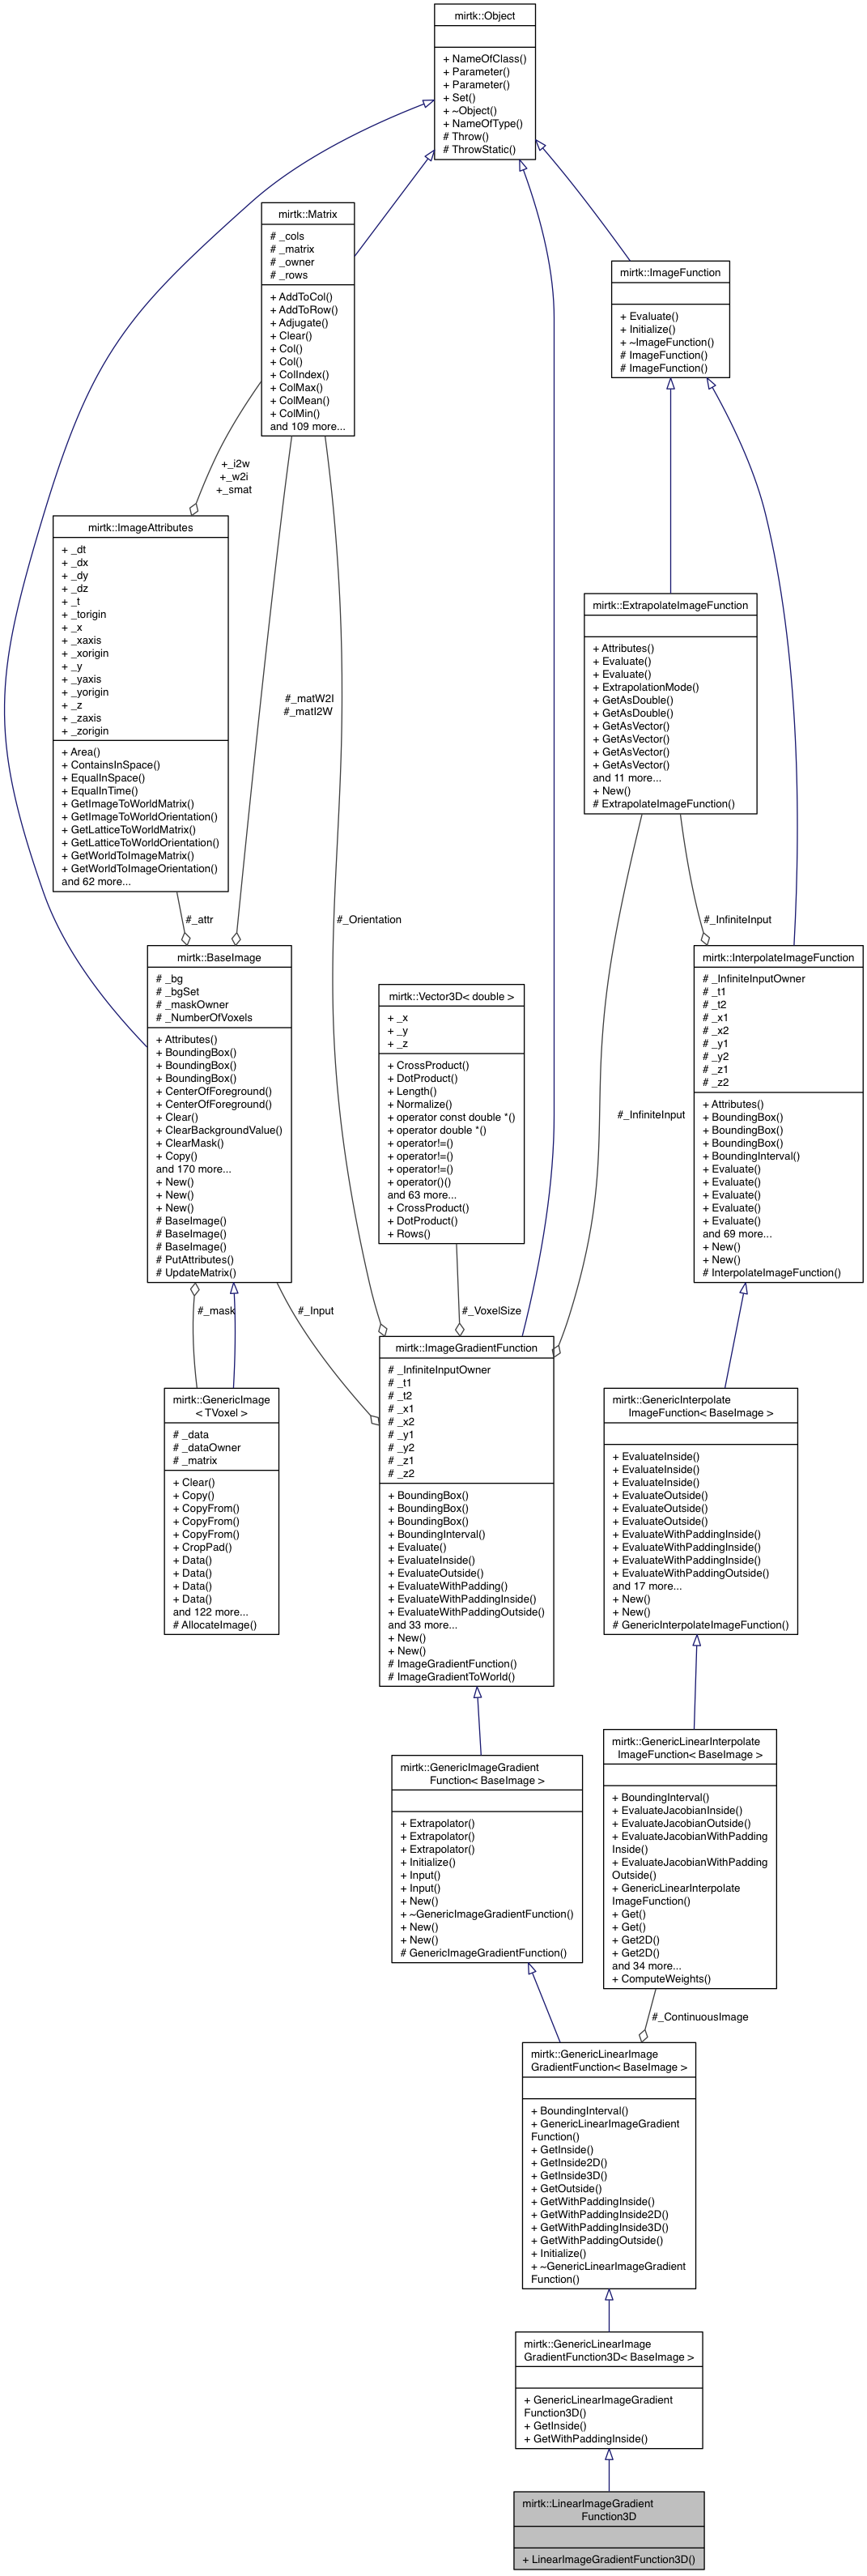 mirtk::Object
+ NameOfClass()
+ Parameter()
+ Parameter()
+ Set()
+ ~Object()
+ NameOfType()
# Throw()
# ThrowStatic()
mirtk::Matrix
# _cols
# _matrix
# _owner
# _rows
+ AddToCol()
+ AddToRow()
+ Adjugate()
+ Clear()
+ Col()
+ Col()
+ ColIndex()
+ ColMax()
+ ColMean()
+ ColMin()
and 109 more...
mirtk::ImageFunction
+ Evaluate()
+ Initialize()
+ ~ImageFunction()
# ImageFunction()
# ImageFunction()
+_i2w
+_w2i
+_smat
mirtk::ImageAttributes
+ _dt
+ _dx
+ _dy
+ _dz
+ _t
+ _torigin
+ _x
+ _xaxis
+ _xorigin
+ _y
+ _yaxis
+ _yorigin
+ _z
+ _zaxis
+ _zorigin
+ Area()
+ ContainsInSpace()
+ EqualInSpace()
+ EqualInTime()
+ GetImageToWorldMatrix()
+ GetImageToWorldOrientation()
+ GetLatticeToWorldMatrix()
+ GetLatticeToWorldOrientation()
+ GetWorldToImageMatrix()
+ GetWorldToImageOrientation()
and 62 more...
#_matW2I
#_matI2W
mirtk::ExtrapolateImageFunction
+ Attributes()
+ Evaluate()
+ Evaluate()
+ ExtrapolationMode()
+ GetAsDouble()
+ GetAsDouble()
+ GetAsVector()
+ GetAsVector()
+ GetAsVector()
+ GetAsVector()
and 11 more...
+ New()
# ExtrapolateImageFunction()
#_attr
#_Orientation
#_InfiniteInput
mirtk::BaseImage
# _bg
# _bgSet
# _maskOwner
# _NumberOfVoxels
+ Attributes()
+ BoundingBox()
+ BoundingBox()
+ BoundingBox()
+ CenterOfForeground()
+ CenterOfForeground()
+ Clear()
+ ClearBackgroundValue()
+ ClearMask()
+ Copy()
and 170 more...
+ New()
+ New()
+ New()
# BaseImage()
# BaseImage()
# BaseImage()
# PutAttributes()
# UpdateMatrix()
mirtk::Vector3D< double >
+ _x
+ _y
+ _z
+ CrossProduct()
+ DotProduct()
+ Length()
+ Normalize()
+ operator const double *()
+ operator double *()
+ operator!=()
+ operator!=()
+ operator!=()
+ operator()()
and 63 more...
+ CrossProduct()
+ DotProduct()
+ Rows()
#_InfiniteInput
mirtk::InterpolateImageFunction
# _InfiniteInputOwner
# _t1
# _t2
# _x1
# _x2
# _y1
# _y2
# _z1
# _z2
+ Attributes()
+ BoundingBox()
+ BoundingBox()
+ BoundingBox()
+ BoundingInterval()
+ Evaluate()
+ Evaluate()
+ Evaluate()
+ Evaluate()
+ Evaluate()
and 69 more...
+ New()
+ New()
# InterpolateImageFunction()
#_mask
#_Input
#_VoxelSize
mirtk::GenericImage
< TVoxel >
# _data
# _dataOwner
# _matrix
+ Clear()
+ Copy()
+ CopyFrom()
+ CopyFrom()
+ CopyFrom()
+ CropPad()
+ Data()
+ Data()
+ Data()
+ Data()
and 122 more...
# AllocateImage()
mirtk::ImageGradientFunction
# _InfiniteInputOwner
# _t1
# _t2
# _x1
# _x2
# _y1
# _y2
# _z1
# _z2
+ BoundingBox()
+ BoundingBox()
+ BoundingBox()
+ BoundingInterval()
+ Evaluate()
+ EvaluateInside()
+ EvaluateOutside()
+ EvaluateWithPadding()
+ EvaluateWithPaddingInside()
+ EvaluateWithPaddingOutside()
and 33 more...
+ New()
+ New()
# ImageGradientFunction()
# ImageGradientToWorld()
mirtk::GenericInterpolate
ImageFunction< BaseImage >
+ EvaluateInside()
+ EvaluateInside()
+ EvaluateInside()
+ EvaluateOutside()
+ EvaluateOutside()
+ EvaluateOutside()
+ EvaluateWithPaddingInside()
+ EvaluateWithPaddingInside()
+ EvaluateWithPaddingInside()
+ EvaluateWithPaddingOutside()
and 17 more...
+ New()
+ New()
# GenericInterpolateImageFunction()
mirtk::GenericImageGradient
Function< BaseImage >
+ Extrapolator()
+ Extrapolator()
+ Extrapolator()
+ Initialize()
+ Input()
+ Input()
+ New()
+ ~GenericImageGradientFunction()
+ New()
+ New()
# GenericImageGradientFunction()
mirtk::GenericLinearInterpolate
ImageFunction< BaseImage >
+ BoundingInterval()
+ EvaluateJacobianInside()
+ EvaluateJacobianOutside()
+ EvaluateJacobianWithPadding
Inside()
+ EvaluateJacobianWithPadding
Outside()
+ GenericLinearInterpolate
ImageFunction()
+ Get()
+ Get()
+ Get2D()
+ Get2D()
and 34 more...
+ ComputeWeights()
#_ContinuousImage
mirtk::GenericLinearImage
GradientFunction< BaseImage >
+ BoundingInterval()
+ GenericLinearImageGradient
Function()
+ GetInside()
+ GetInside2D()
+ GetInside3D()
+ GetOutside()
+ GetWithPaddingInside()
+ GetWithPaddingInside2D()
+ GetWithPaddingInside3D()
+ GetWithPaddingOutside()
+ Initialize()
+ ~GenericLinearImageGradient
Function()
mirtk::GenericLinearImage
GradientFunction3D< BaseImage >
+ GenericLinearImageGradient
Function3D()
+ GetInside()
+ GetWithPaddingInside()
mirtk::LinearImageGradient
Function3D
+ LinearImageGradientFunction3D()